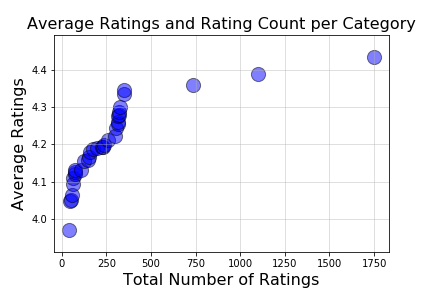 Average Ratings and Rating Count per Category
Average Ratings
4.4
4.3
4.2
4.1
4.0
0 250 500 750 1000 1250 1500 1750
Total Number of Ratings